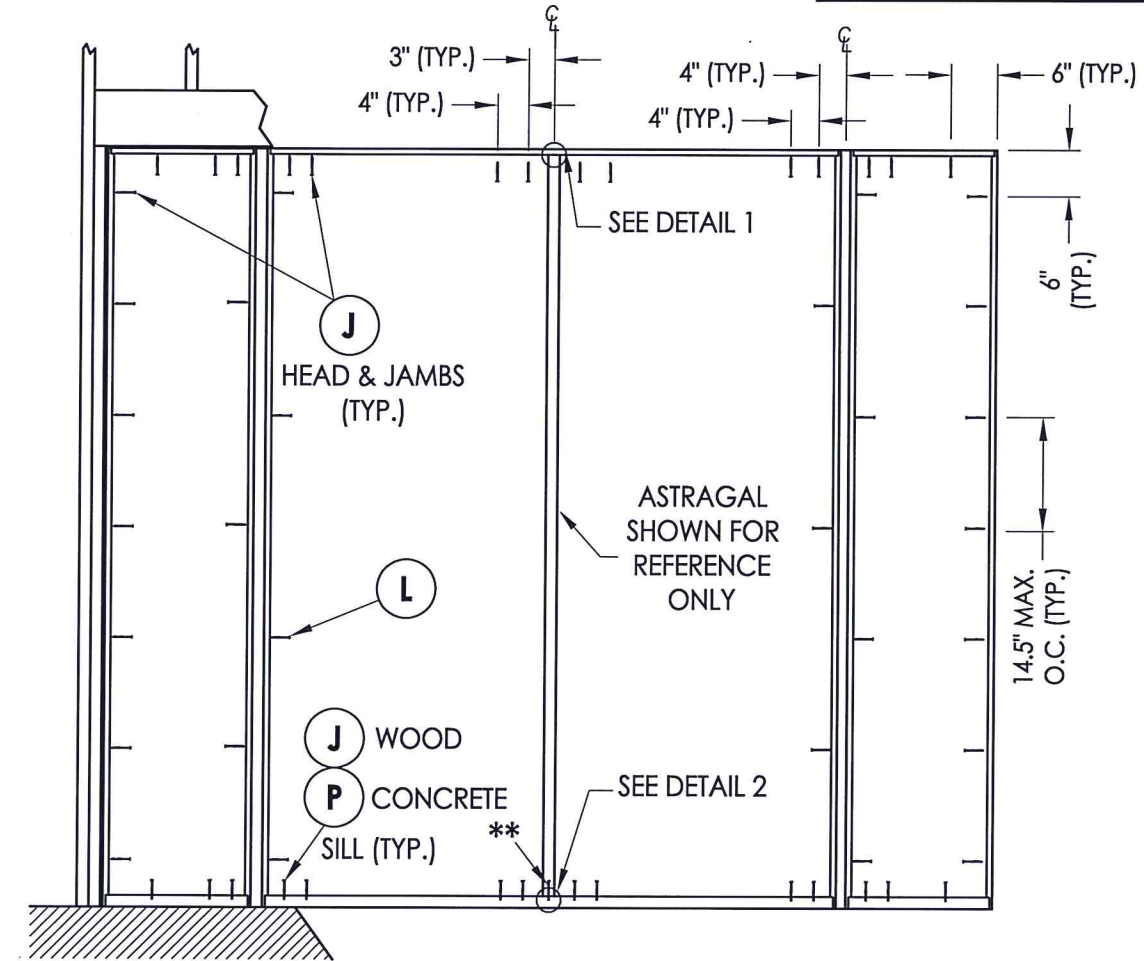 ℄
℄
3" (TYP.)
4" (TYP.)
4" (TYP.)
4" (TYP.)
6" (TYP.)
SEE DETAIL 1
6"
(TYP.)
J
HEAD & JAMBS
(TYP.)
ASTRAGAL
SHOWN FOR
REFERENCE
ONLY
14.5" MAX.
O.C. (TYP.)
L
J WOOD
P CONCRETE
SILL (TYP.)
**
SEE DETAIL 2